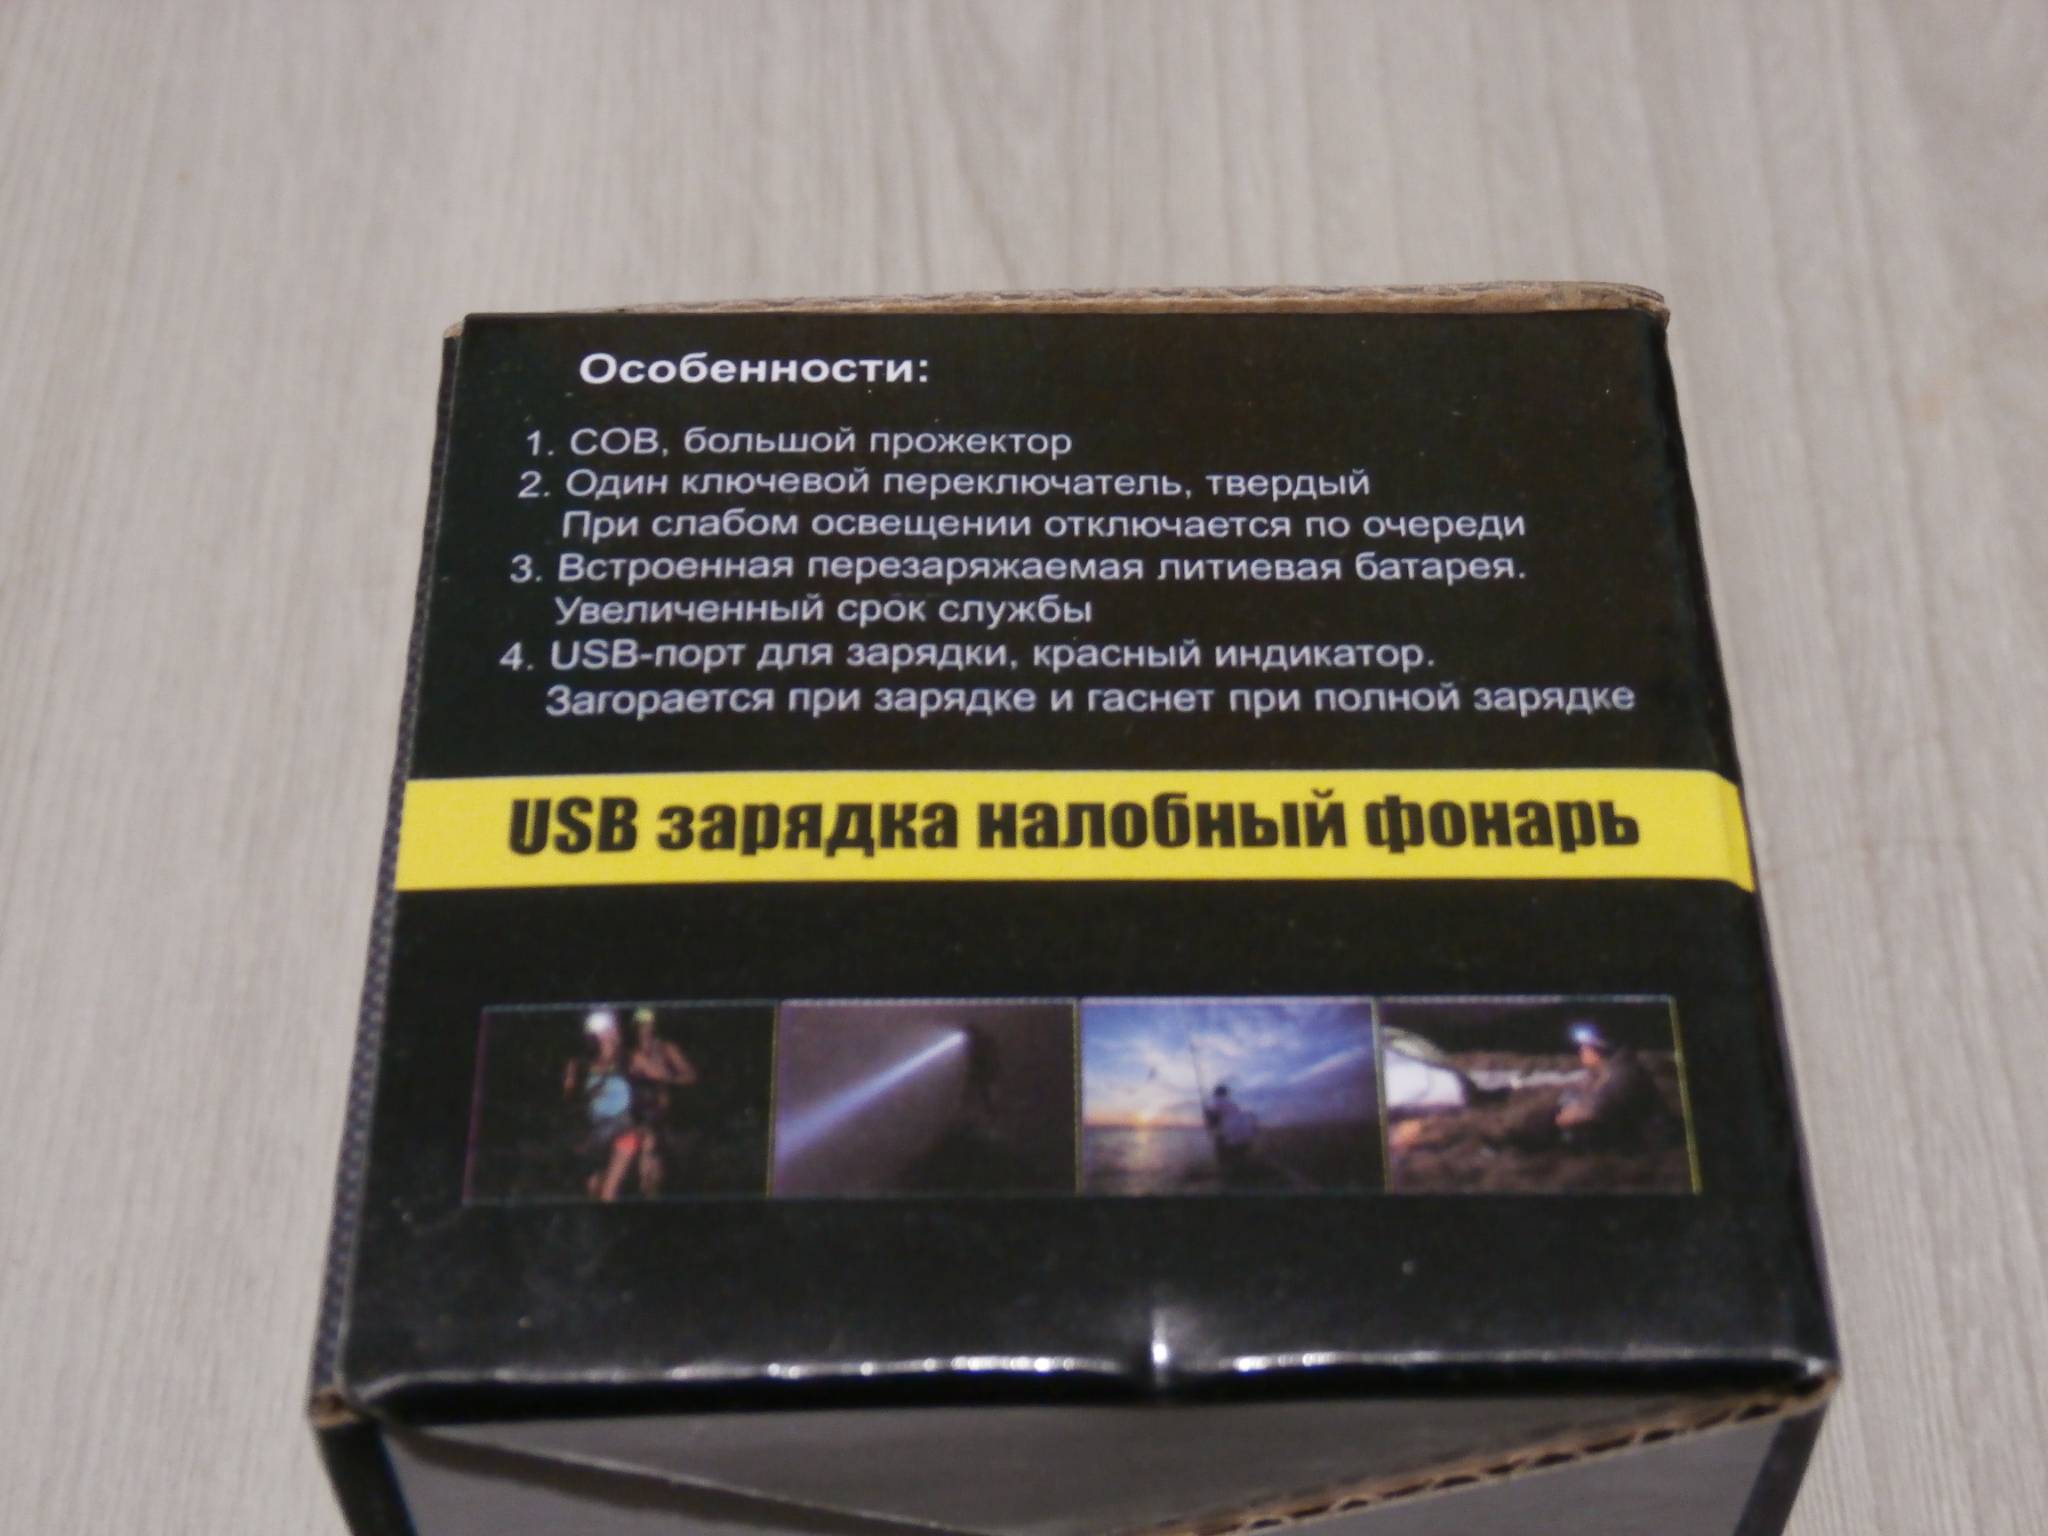 Особенности:
1. COB, большой прожектор
2. Один ключевой переключатель, твердый
При слабом освещении отключается по очереди
3. Встроенная перезаряжаемая литиевая батарея.
Увеличенный срок службы
4. USB-порт для зарядки, красный индикатор.
Загорается при зарядке и гаснет при полной зарядке
USB зарядка налобный фонарь